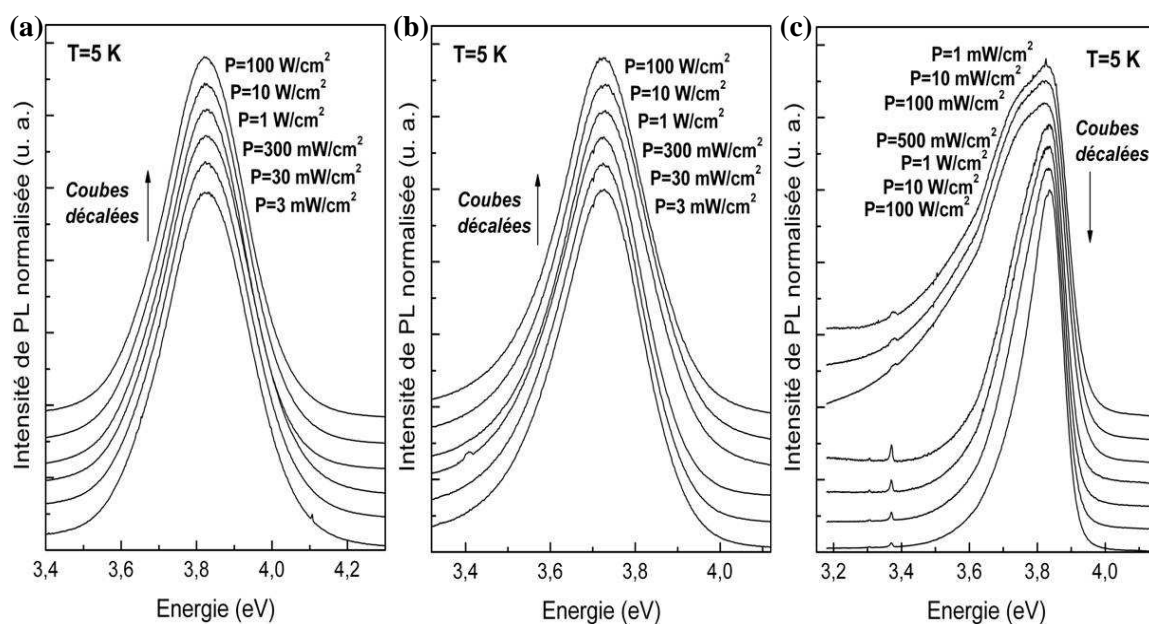 (a)
T=5 K
P=100 W/cm²
P=10 W/cm²
P=1 W/cm²
P=300 mW/cm²
P=30 mW/cm²
P=3 mW/cm²
Coubes
décalées
Intensité de PL normalisée (u. a.)
3,4 3,6 3,8 4,0 4,2
Energie (eV)
(b)
T=5 K
P=100 W/cm²
P=10 W/cm²
P=1 W/cm²
P=300 mW/cm²
P=30 mW/cm²
P=3 mW/cm²
Coubes
décalées
Intensité de PL normalisée (u. a.)
3,4 3,6 3,8 4,0
Energie (eV)
(c)
P=1 mW/cm²
P=10 mW/cm²
P=100 mW/cm²
T=5 K
P=500 mW/cm²
P=1 W/cm²
P=10 W/cm²
P=100 W/cm²
Coubes
décalées
Intensité de PL normalisée (u. a.)
3,2 3,4 3,6 3,8 4,0
Energie (eV)